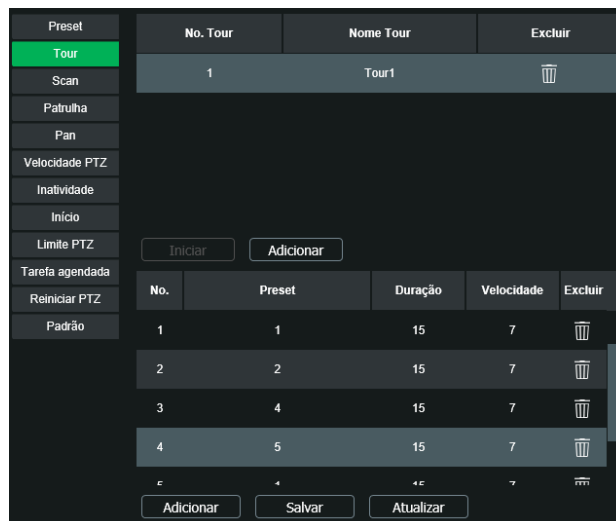 Preset
Tour
Scan
Patrulha
Pan
Velocidade PTZ
Inatividade
Início
Limite PTZ
Tarefa agendada
Reiniciar PTZ
Padrão
No. Tour Nome Tour Excluir
1 Tour1
Iniciar Adicionar
No. Preset Duração Velocidade Excluir
1 1 15 7
2 2 15 7
3 4 15 7
4 5 15 7
Adicionar Salvar Atualizar